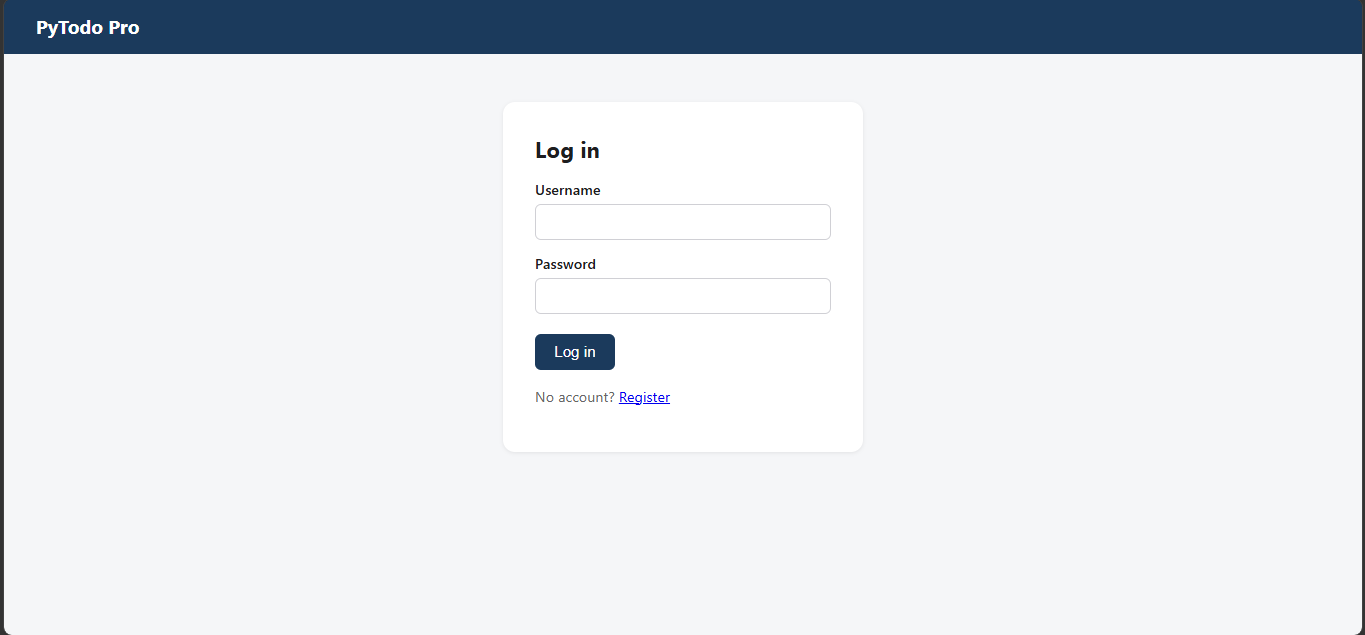 PyTodo Pro
Log in
Username
Password
Log in
No account? Register